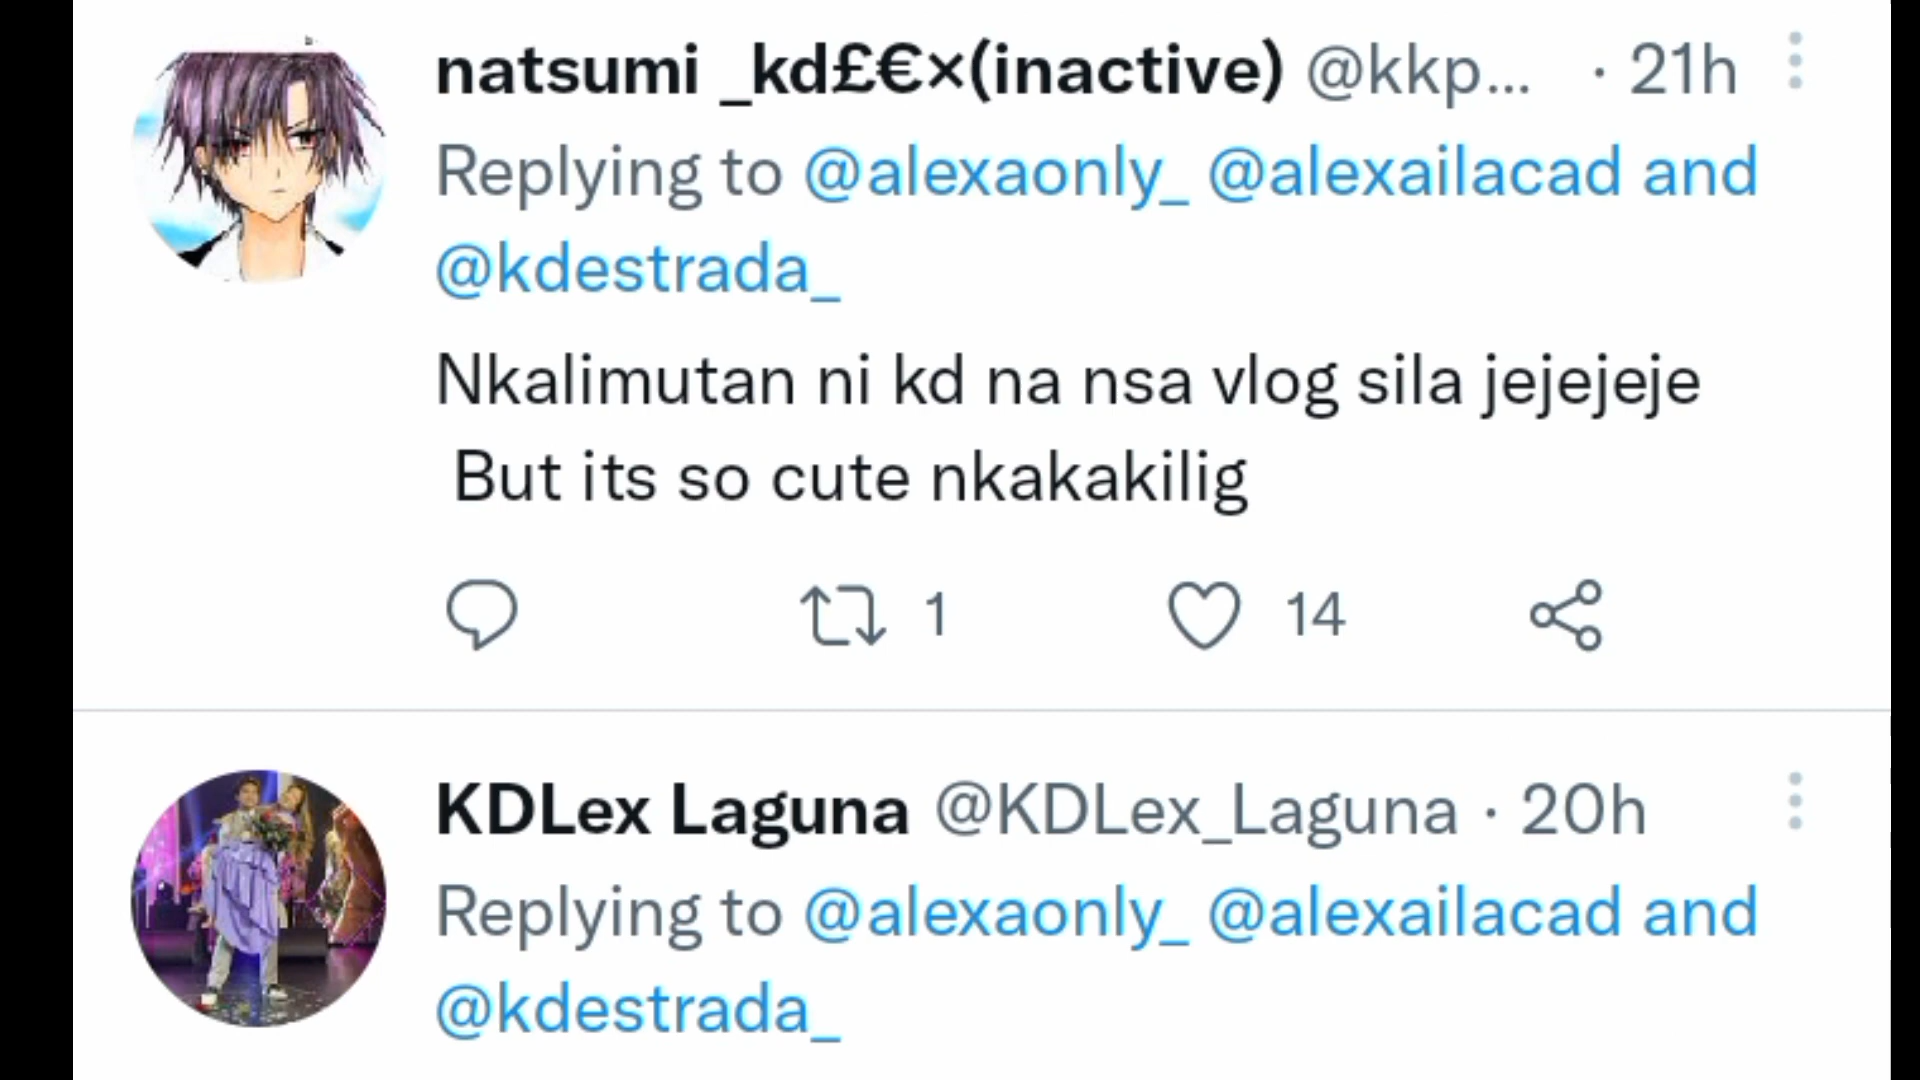 natsumi _kd£€×(inactive) @kkp... · 21h
Replying to @alexaonly_ @alexailacad and
@kdestrada_
Nkalimutan ni kd na nsa vlog sila jejejeje
But its so cute nkakakilig
1 14
KDLex Laguna @KDLex_Laguna · 20h
Replying to @alexaonly_ @alexailacad and
@kdestrada_